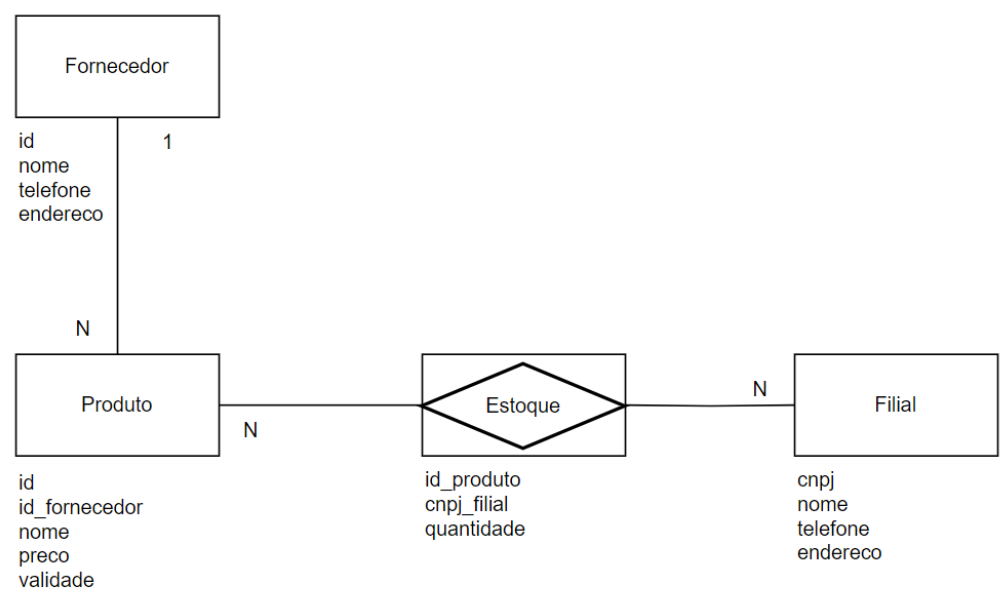 Fornecedor
id
nome
telefone
endereco
1
N
Produto
N
id
id_fornecedor
nome
preco
validade
Estoque
id_produto
cnpj_filial
quantidade
N
Filial
cnpj
nome
telefone
endereco